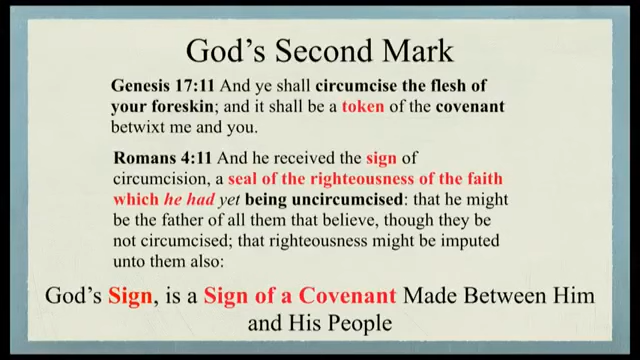 God's Second Mark
Genesis 17:11 And ye shall circumcise the flesh of
your foreskin; and it shall be a token of the covenant
betwixt me and you.
Romans 4:11 And he received the sign of
circumcision, a seal of the righteousness of the faith
which he had yet being uncircumcised: that he might
be the father of all them that believe, though they be
not circumcised; that righteousness might be imputed
unto them also:
God's Sign, is a Sign of a Covenant Made Between Him
and His People